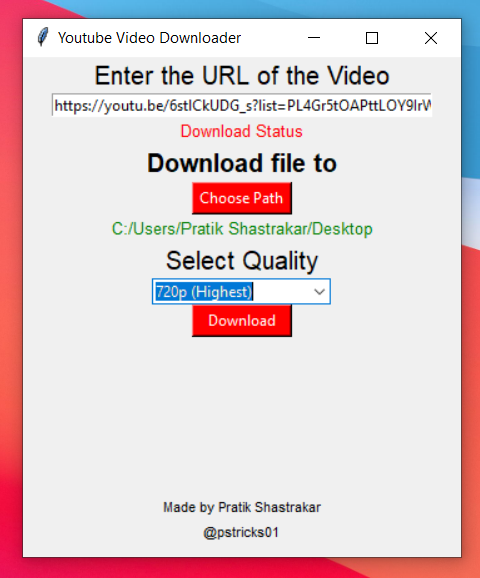 Youtube Video Downloader
Enter the URL of the Video
https://youtu.be/6stlCkUDG_s?list=PL4Gr5tOAPttLOY9IrW
Download Status
Download file to
Choose Path
C:/Users/Pratik Shastrakar/Desktop
Select Quality
720p (Highest)
Download
Made by Pratik Shastrakar
@pstricks01